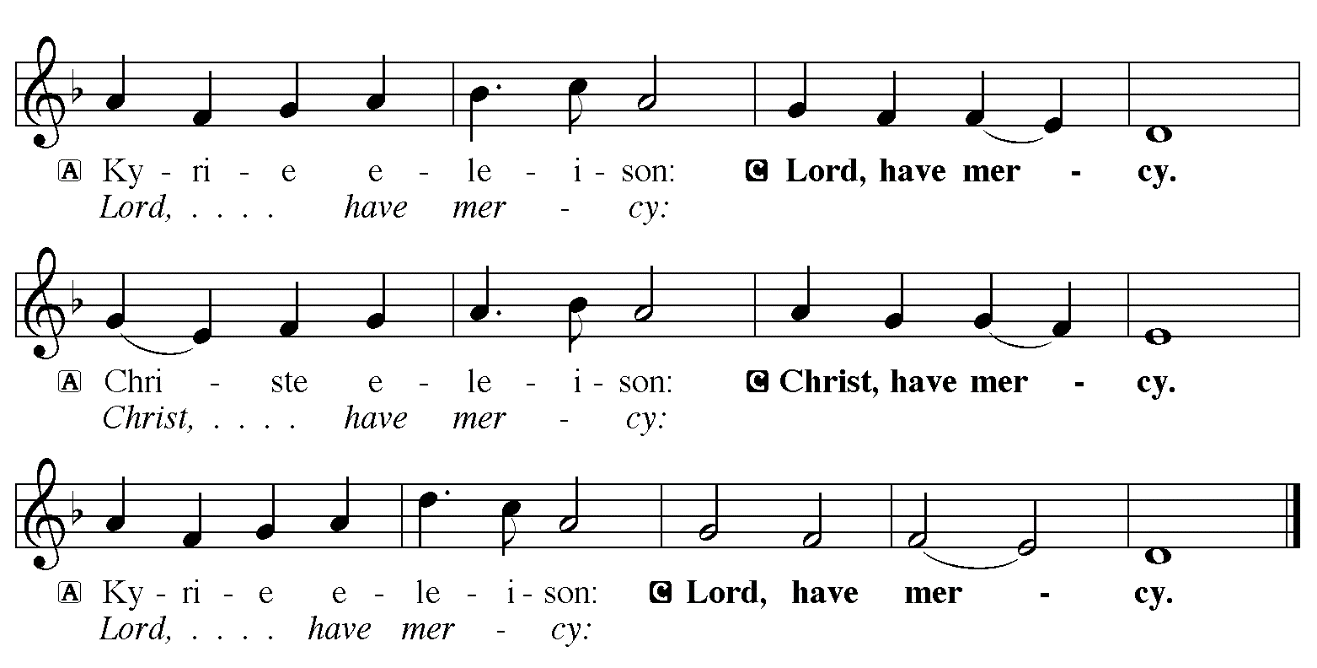 A Ky - ri - e e - le - i - son: C Lord, have mer - cy.
Lord, . . . . have mer - cy:
A Chri - ste e - le - i - son: C Christ, have mer - cy.
Christ, . . . . have mer - cy:
A Ky - ri - e e - le - i - son: C Lord, have mer - cy.
Lord, . . . . have mer - cy: